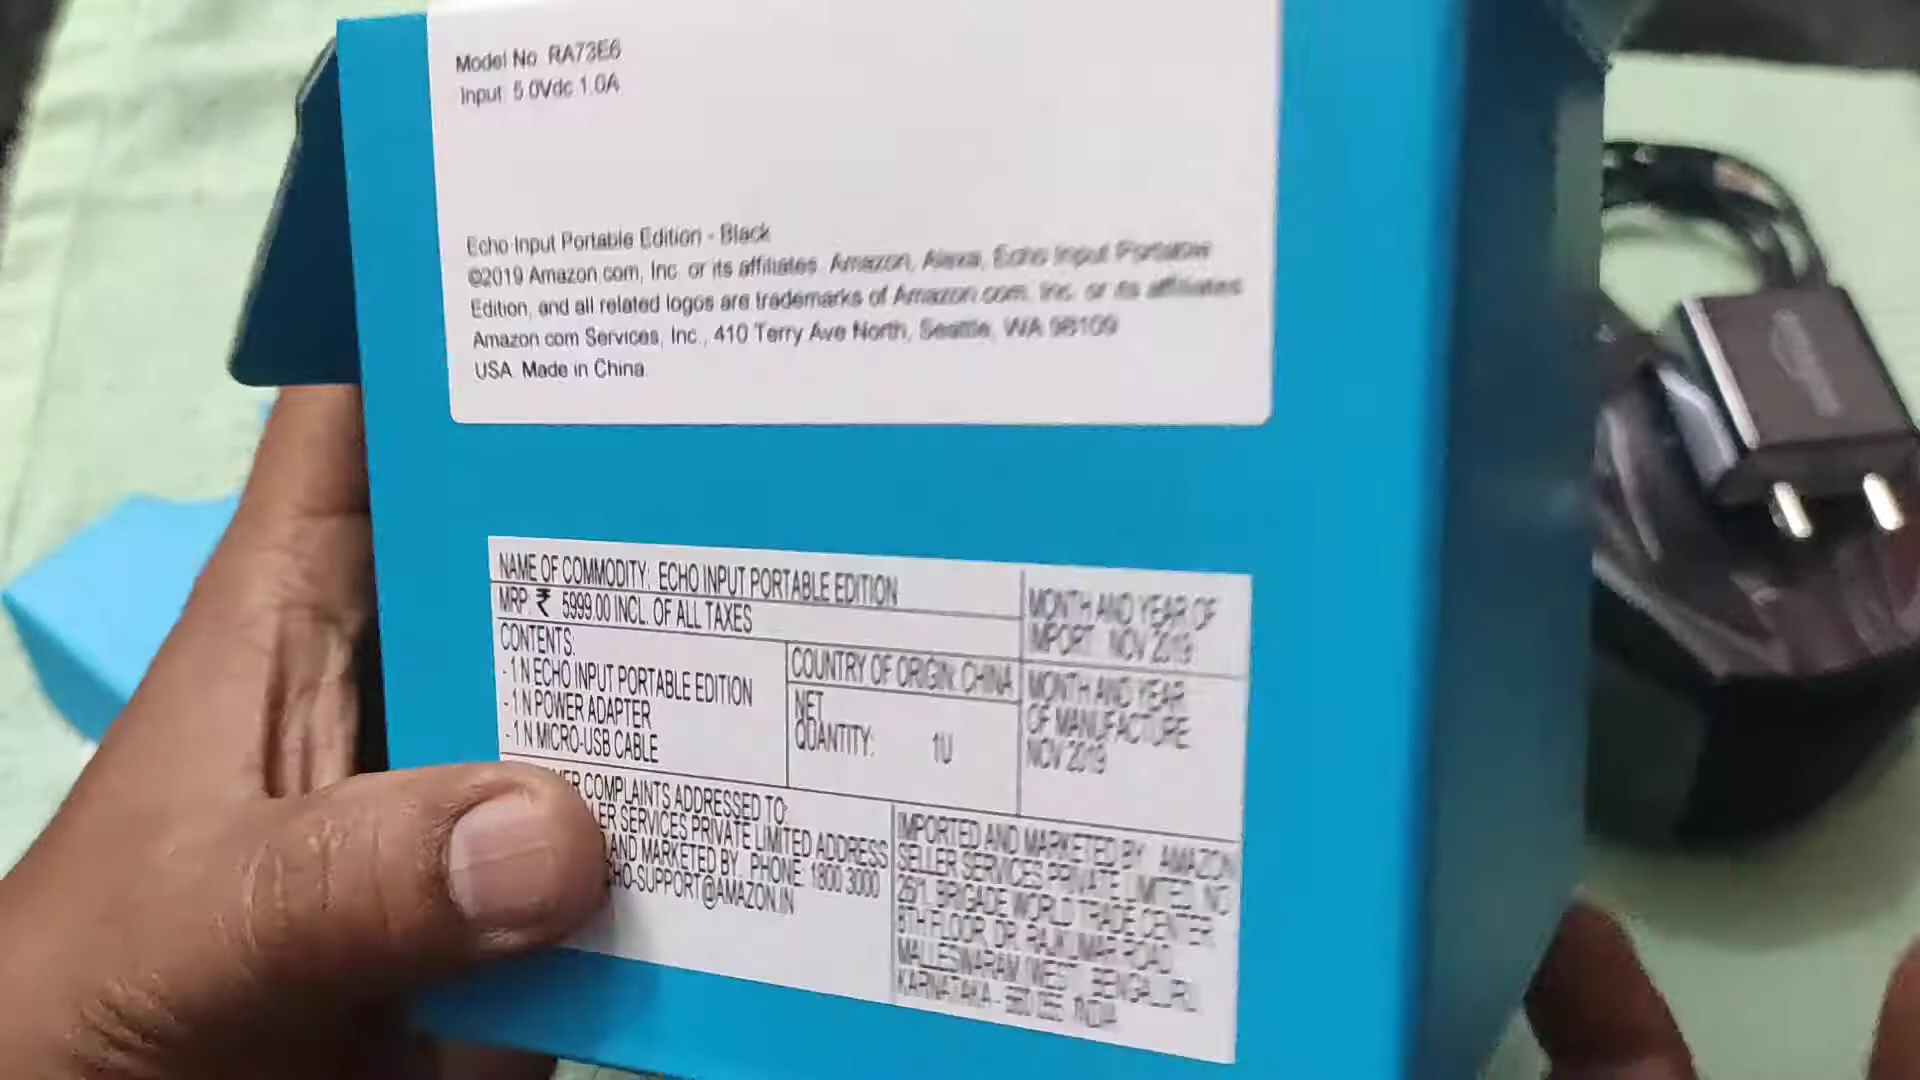 Model No RA73E6
Input: 5.0Vdc 1.0A
Echo Input Portable Edition - Black
©2019 Amazon.com, Inc. or its affiliates. Amazon, Alexa, Echo Input Portable
Edition, and all related logos are trademarks of Amazon.com, Inc. or its affiliates
Amazon.com Services, Inc., 410 Terry Ave North, Seattle, WA 98109
USA. Made in China.
NAME OF COMMODITY: ECHO INPUT PORTABLE EDITION
MRP: ₹ 5999.00 INCL. OF ALL TAXES
MONTH AND YEAR OF
IMPORT NOV 2019
CONTENTS:
- 1 N ECHO INPUT PORTABLE EDITION
- 1 N POWER ADAPTER
- 1 N MICRO-USB CABLE
COUNTRY OF ORIGIN: CHINA
NET
QUANTITY: 1U
MONTH AND YEAR
OF MANUFACTURE
NOV 2019
COMPLAINTS ADDRESSED TO:
SERVICES PRIVATE LIMITED ADDRESS
AND MARKETED BY. PHONE: 1800 3000
HO-SUPPORT@AMAZON.IN
IMPORTED AND MARKETED BY: AMAZON
SELLER SERVICES PRIVATE LIMITED, NO
26/1, BRIGADE WORLD TRADE CENTER
8TH FLOOR, DR. RAJKUMAR ROAD,
MALLESWARAM (WEST), BENGALURU,
KARNATAKA - INDIA